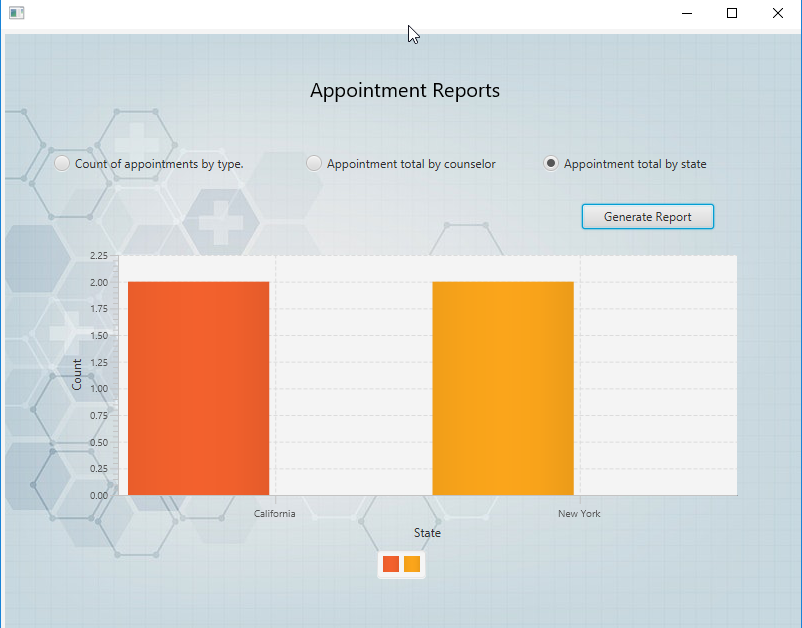 Appointment Reports
Count of appointments by type.
Appointment total by counselor
Appointment total by state
Generate Report
2.25
2.00
1.75
1.50
1.25
1.00
0.75
0.50
0.25
0.00
Count
California
New York
State